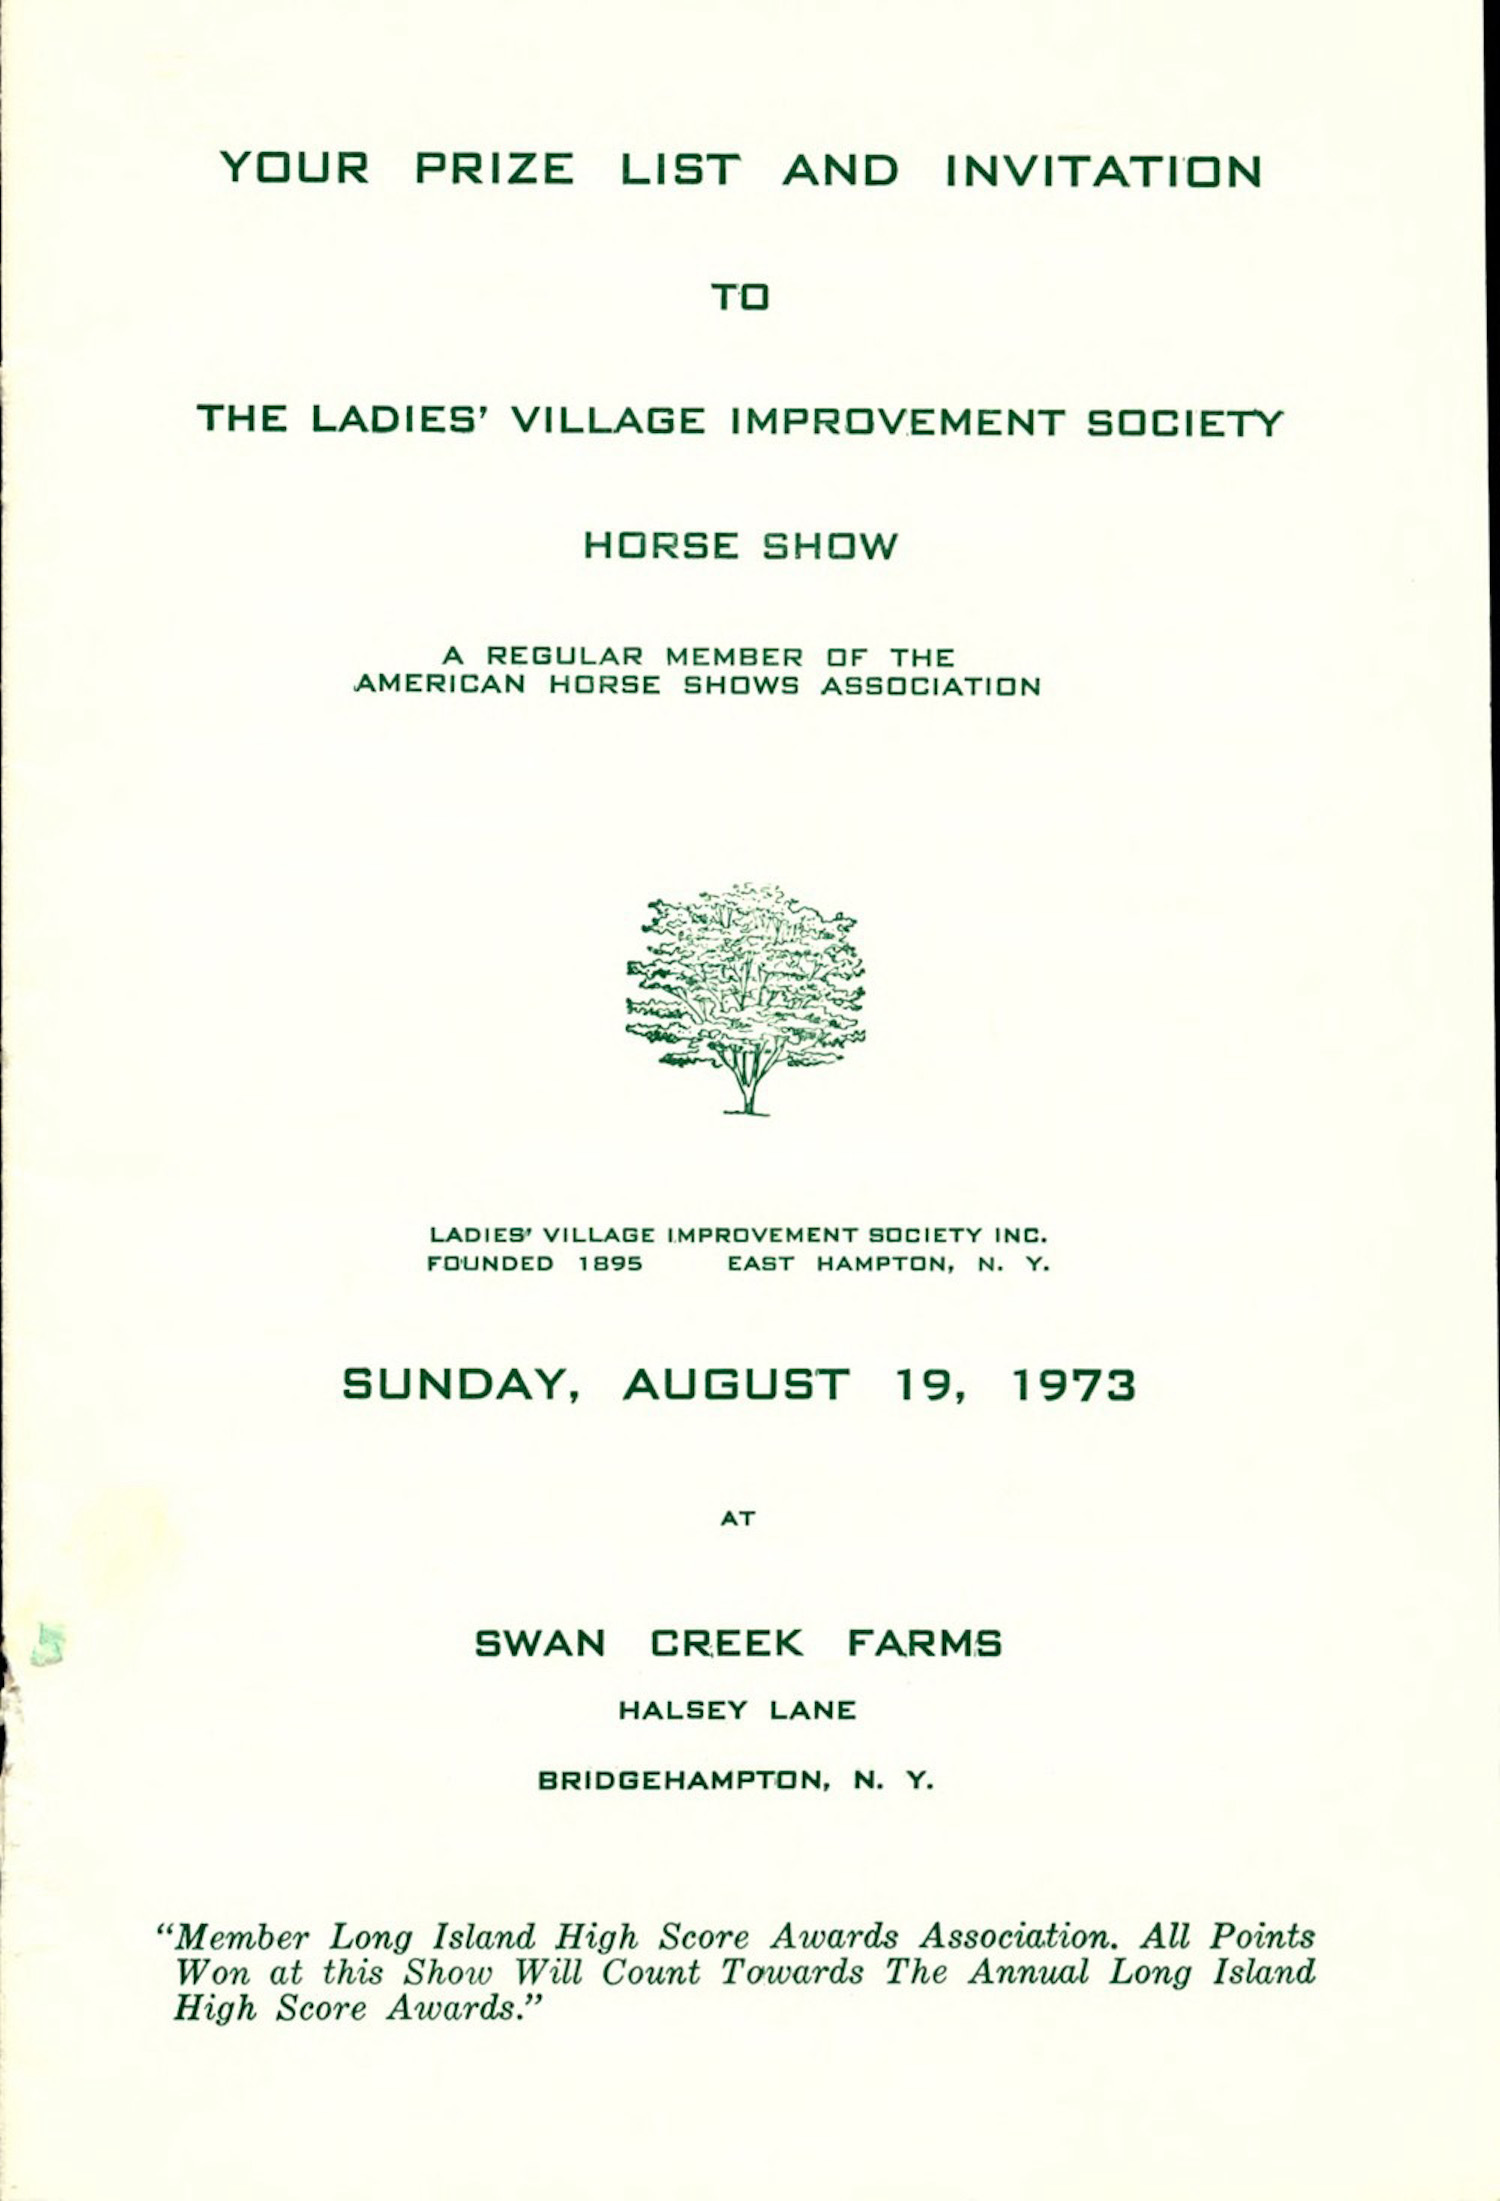 YOUR PRIZE LIST AND INVITATION
TO
THE LADIES' VILLAGE IMPROVEMENT SOCIETY
HORSE SHOW
A REGULAR MEMBER OF THE
AMERICAN HORSE SHOWS ASSOCIATION
LADIES' VILLAGE IMPROVEMENT SOCIETY INC.
FOUNDED 1895 EAST HAMPTON, N. Y.
SUNDAY, AUGUST 19, 1973
AT
SWAN CREEK FARMS
HALSEY LANE
BRIDGEHAMPTON, N. Y.
"Member Long Island High Score Awards Association. All Points
Won at this Show Will Count Towards The Annual Long Island
High Score Awards."